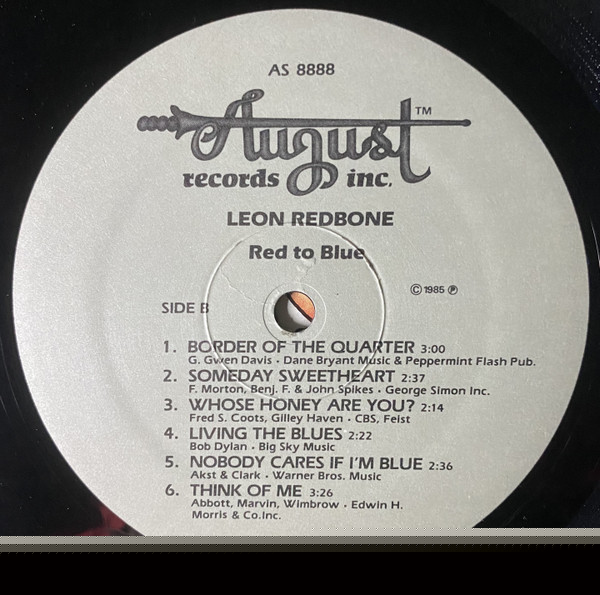 AS 8888
August TM
records inc.
LEON REDBONE
Red to Blue
Ⓒ 1985 Ⓟ
SIDE B
1. BORDER OF THE QUARTER 3:00
G. Gwen Davis • Dane Bryant Music & Peppermint Flash Pub.
2. SOMEDAY SWEETHEART 2:37
F. Morton, Benj. F. & John Spikes • George Simon Inc.
3. WHOSE HONEY ARE YOU? 2:14
Fred S. Coots, Gilley Haven • CBS, Feist
4. LIVING THE BLUES 2:22
Bob Dylan • Big Sky Music
5. NOBODY CARES IF I'M BLUE 2:36
Akst & Clark • Warner Bros. Music
6. THINK OF ME 3:26
Abbott, Marvin, Wimbrow • Edwin H.
Morris & Co.Inc.